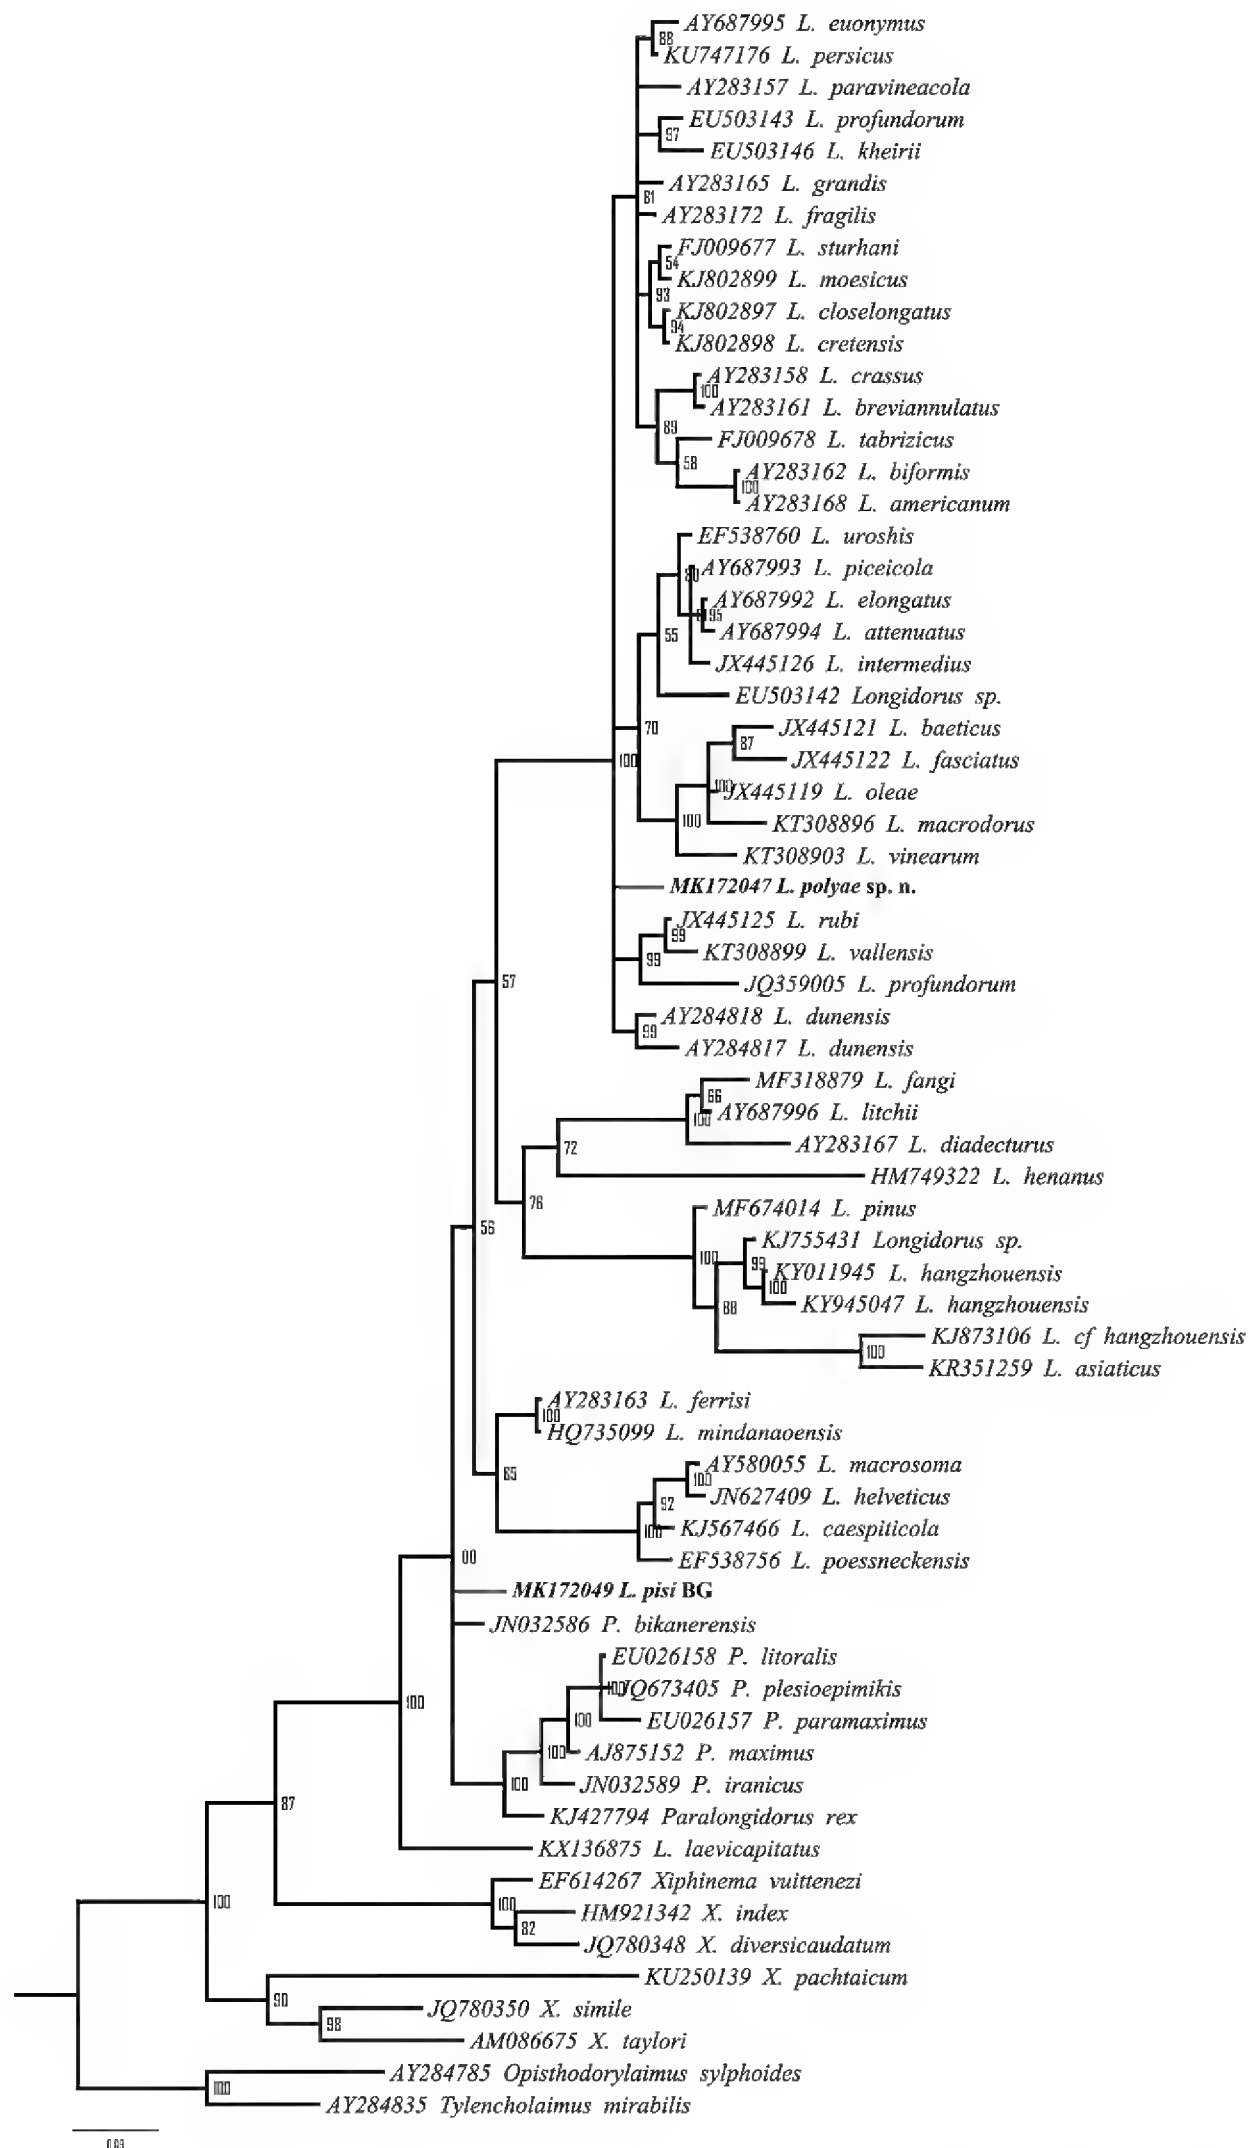 AY687995 L. euonymus
88
KU747176 L. persicus
AY283157 L. paravineacola
EU503143 L. profundorum
97
EU503146 L. kheirii
AY283165 L. grandis
81
AY283172 L. fragilis
FJ009677 L. sturhani
54
KJ802899 L. moesicus
93
KJ802897 L. closelongatus
94
KJ802898 L. cretensis
AY283158 L. crassus
100
AY283161 L. breviannulatus
89
FJ009678 L. tabrizicus
58
AY283162 L. biformis
100
AY283168 L. americanum
EF538760 L. uroshis
AY687993 L. piceicola
AY687992 L. elongatus
95
AY687994 L. attenuatus
55
JX445126 L. intermedius
EU503142 Longidorus sp.
70
JX445121 L. baeticus
87
JX445122 L. fasciatus
100
100
JX445119 L. oleae
KT308896 L. macrodorus
100
KT308903 L. vinearum
MK172047 L. polyae sp. n.
JX445125 L. rubi
99
KT308899 L. vallensis
99
JQ359005 L. profundorum
57
AY284818 L. dunensis
99
AY284817 L. dunensis
MF318879 L. fangi
66
AY687996 L. litchii
100
AY283167 L. diadecturus
72
HM749322 L. henanus
76
MF674014 L. pinus
56
KJ755431 Longidorus sp.
100
99
KY011945 L. hangzhouensis
100
KY945047 L. hangzhouensis
88
KJ873106 L. cf hangzhouensis
100
KR351259 L. asiaticus
AY283163 L. ferrisi
100
HQ735099 L. mindanaoensis
AY580055 L. macrosoma
85
100
JN627409 L. helveticus
92
KJ567466 L. caespiticola
100
EF538756 L. poessneckensis
MK172049 L. pisi BG
JN032586 P. bikanerensis
EU026158 P. litoralis
100
JQ673405 P. plesioepimikis
100
100
EU026157 P. paramaximus
100
AJ875152 P. maximus
100
JN032589 P. iranicus
87
KJ427794 Paralongidorus rex
KX136875 L. laevicapitatus
EF614267 Xiphinema vuittenezi
100
100
HM921342 X. index
82
JQ780348 X. diversicaudatum
KU250139 X. pachtaicum
90
JQ780350 X. simile
98
AM086675 X. taylori
AY284785 Opisthodorylaimus sylphoides
100
AY284835 Tylencholaimus mirabilis